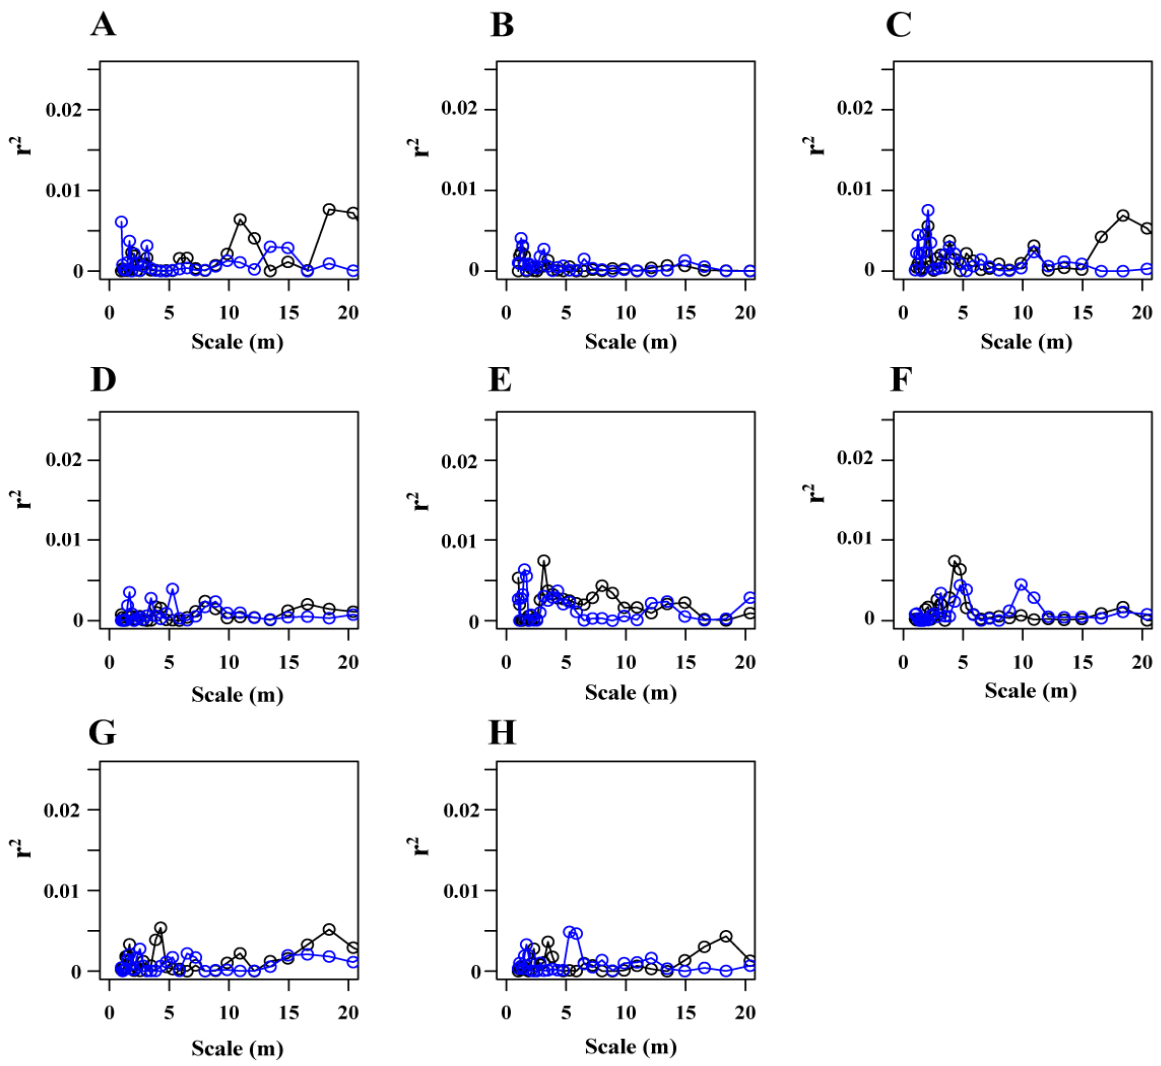 A B C
r2 r2 r2
0.02 0.02 0.02
0.01 0.01 0.01
0 0 0
0 5 10 15 20 0 5 10 15 20 0 5 10 15 20
Scale (m) Scale (m) Scale (m)
D E F
r2 r2 r2
0.02 0.02 0.02
0.01 0.01 0.01
0 0 0
0 5 10 15 20 0 5 10 15 20 0 5 10 15 20
Scale (m) Scale (m) Scale (m)
G H
r2 r2
0.02 0.02
0.01 0.01
0 0
0 5 10 15 20 0 5 10 15 20
Scale (m) Scale (m)